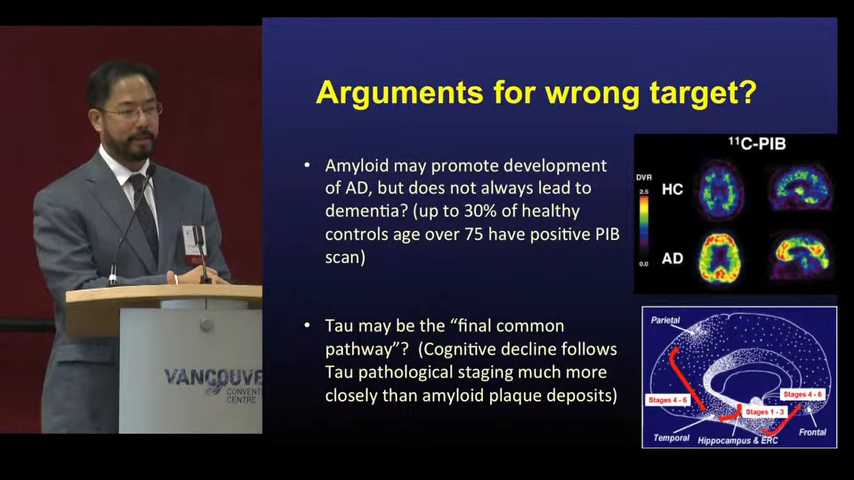 Arguments for wrong target?
• Amyloid may promote development
of AD, but does not always lead to
dementia? (up to 30% of healthy
controls age over 75 have positive PIB
scan)
• Tau may be the “final common
pathway”? (Cognitive decline follows
Tau pathological staging much more
closely than amyloid plaque deposits)
11C-PIB
DVR
2.5
0.0
HC
AD
Parietal
Stages 4 - 6
Stages 1 - 3
Stages 4 - 6
Temporal
Hippocampus & ERC
Frontal
VANCOUVE
CONVENTI
CENTRE